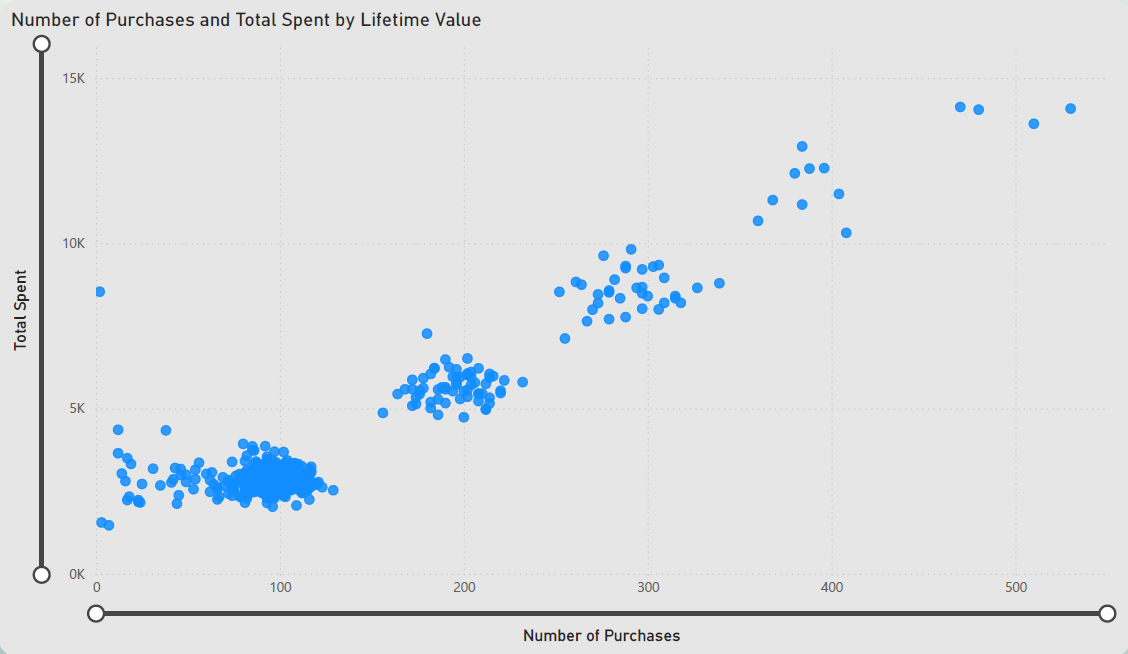 Number of Purchases and Total Spent by Lifetime Value
15K
10K
Total Spent
5K
0K
0 100 200 300 400 500
Number of Purchases